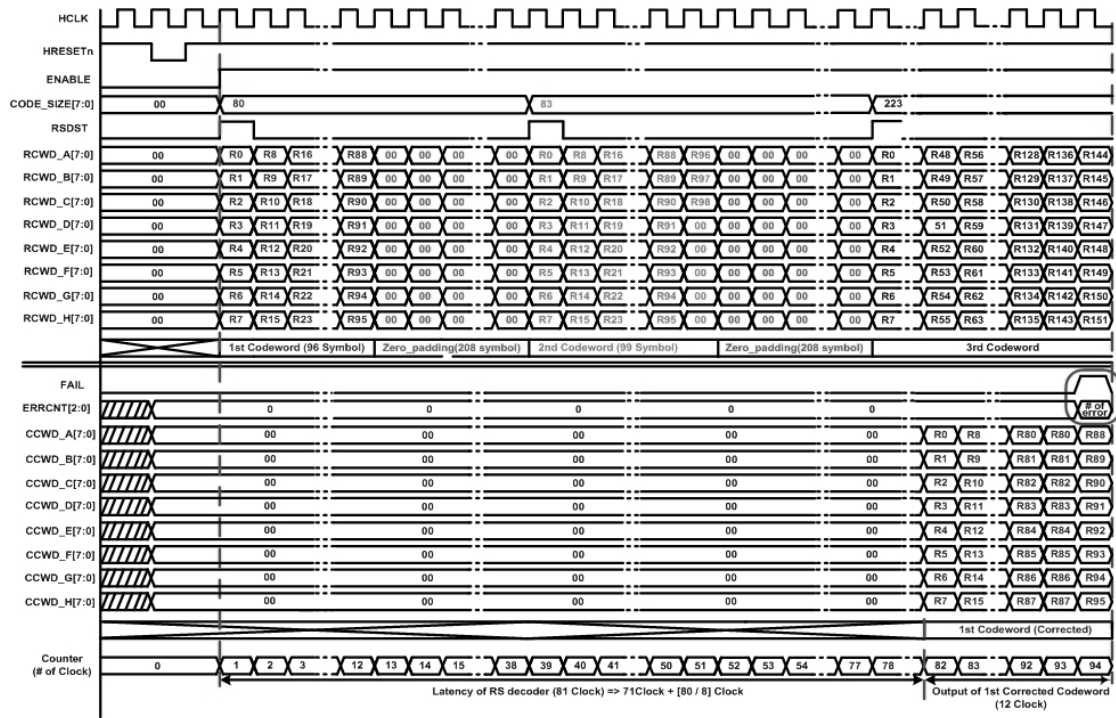 HCLK
HRESETn
ENABLE
CODE_SIZE[7:0] 00 80 83 223
RSDST
RCWD_A[7:0] 00 R0 R8 R16 R88 00 00 00 00 R0 R8 R16 R88 R96 00 00 00 R0 R48 R56 R128 R136 R144
RCWD_B[7:0] 00 R1 R9 R17 R89 00 00 00 00 R1 R9 R17 R89 R97 00 00 00 00 R1 R49 R57 R129 R137 R145
RCWD_C[7:0] 00 R2 R10 R18 R90 00 00 00 00 R2 R10 R18 R90 R98 00 00 00 00 R2 R50 R58 R130 R138 R146
RCWD_D[7:0] 00 R3 R11 R19 R91 00 00 00 00 R3 R11 R19 R91 00 00 00 00 00 R3 51 R59 R131 R139 R147
RCWD_E[7:0] 00 R4 R12 R20 R92 00 00 00 00 R4 R12 R20 R92 00 00 00 00 00 R4 R52 R60 R132 R140 R148
RCWD_F[7:0] 00 R5 R13 R21 R93 00 00 00 00 R5 R13 R21 R93 00 00 00 00 00 R5 R53 R61 R133 R141 R149
RCWD_G[7:0] 00 R6 R14 R22 R94 00 00 00 00 R6 R14 R22 R94 00 00 00 00 00 R6 R54 R62 R134 R142 R150
RCWD_H[7:0] 00 R7 R15 R23 R95 00 00 00 00 R7 R15 R23 R95 00 00 00 00 00 R7 R55 R63 R135 R143 R151
1st Codeword (96 Symbol) Zero_padding(208 symbol) 2nd Codeword (99 Symbol) Zero_padding(208 symbol) 3rd Codeword
FAIL
ERRCNT[2:0] 0 0 0 0 0 # of
error
CCWD_A[7:0] 00 00 00 00 00 R0 R8 R80 R80 R88
CCWD_B[7:0] 00 00 00 00 00 R1 R9 R81 R81 R89
CCWD_C[7:0] 00 00 00 00 00 R2 R10 R82 R82 R90
CCWD_D[7:0] 00 00 00 00 00 R3 R11 R83 R83 R91
CCWD_E[7:0] 00 00 00 00 00 R4 R12 R84 R84 R92
CCWD_F[7:0] 00 00 00 00 00 R5 R13 R85 R85 R93
CCWD_G[7:0] 00 00 00 00 00 R6 R14 R86 R86 R94
CCWD_H[7:0] 00 00 00 00 00 R7 R15 R87 R87 R95
1st Codeword (Corrected)
Counter
(# of Clock) 0 1 2 3 12 13 14 15 38 39 40 41 50 51 52 53 54 77 78 82 83 92 93 94
Latency of RS decoder (81 Clock) => 71Clock + [80 / 8] Clock
Output of 1st Corrected Codeword
(12 Clock)